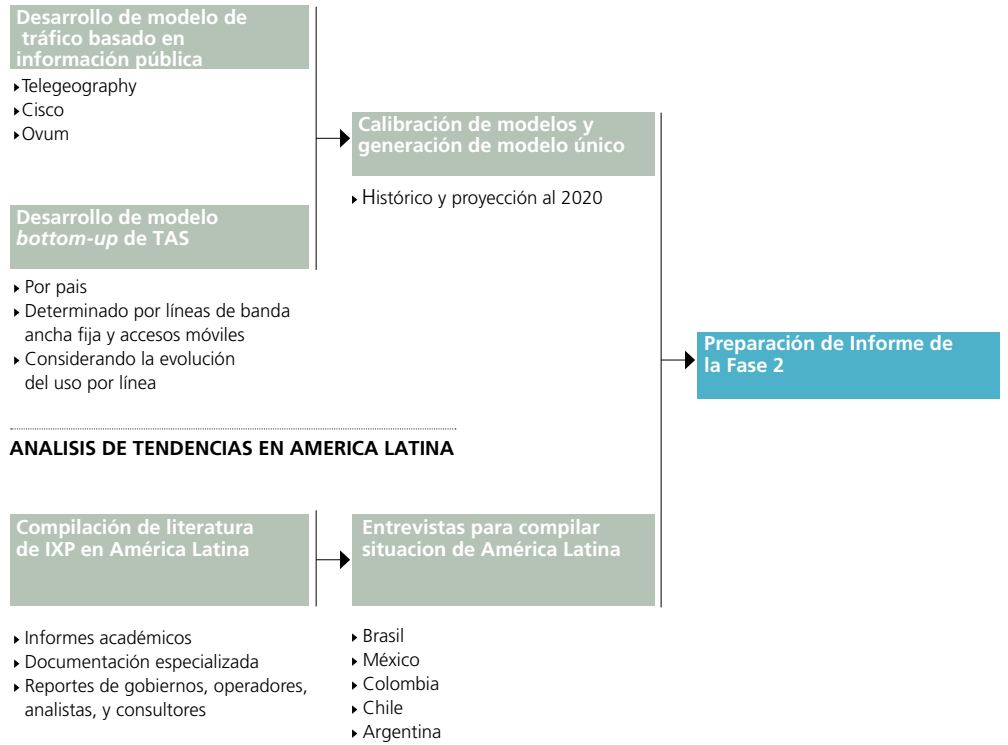 Desarrollo de modelo de
tráfico basado en
información pública
Telegeography
Cisco
Ovum
Desarrollo de modelo
bottom-up de TAS
Por pais
Determinado por líneas de banda
ancha fija y accesos móviles
Considerando la evolución
del uso por línea
Calibración de modelos y
generación de modelo único
Histórico y proyección al 2020
Preparación de Informe de
la Fase 2
ANALISIS DE TENDENCIAS EN AMERICA LATINA
Compilación de literatura
de IXP en América Latina
Informes académicos
Documentación especializada
Reportes de gobiernos, operadores,
analistas, y consultores
Entrevistas para compilar
situacion de América Latina
Brasil
México
Colombia
Chile
Argentina